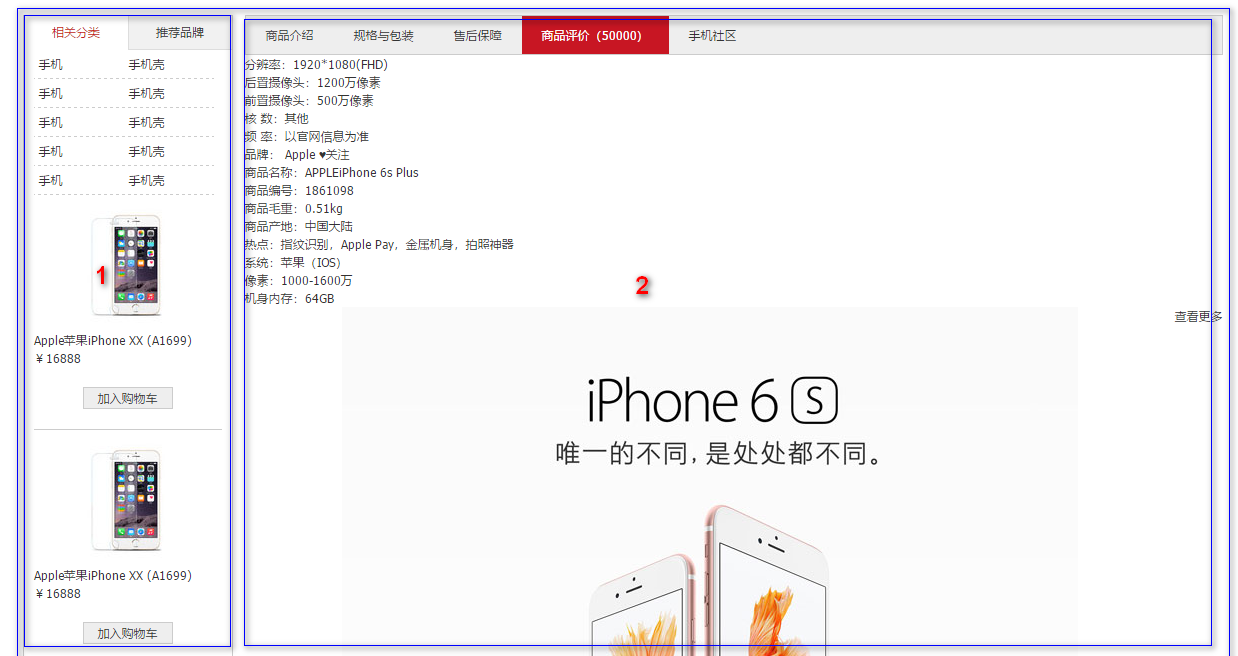 相关分类 推荐品牌
手机 手机壳
手机 手机壳
手机 手机壳
手机 手机壳
手机 手机壳
1
Apple苹果iPhone XX (A1699)
￥16888
加入购物车
Apple苹果iPhone XX (A1699)
￥16888
加入购物车
商品介绍 规格与包装 售后保障 商品评价（50000） 手机社区
分辨率：1920*1080(FHD)
后置摄像头：1200万像素
前置摄像头：500万像素
核 数：其他
频 率：以官网信息为准
品牌： Apple ♥关注
商品名称：APPLEiPhone 6s Plus
商品编号：1861098
商品毛重：0.51kg
商品产地：中国大陆
热点：指纹识别，Apple Pay，金属机身，拍照神器
系统：苹果（IOS）
像素：1000-1600万
机身内存：64GB
2
查看更多
iPhone 6 S
唯一的不同，是处处都不同。